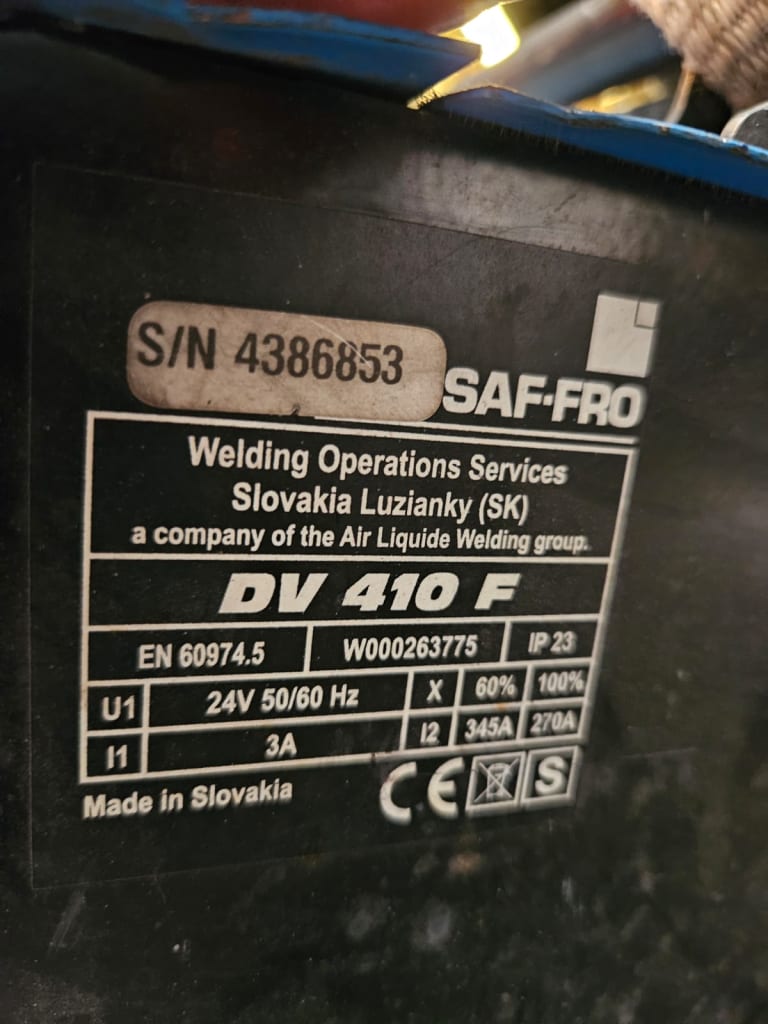 S/N 4386853
SAF-FRO
Welding Operations Services
Slovakia Luzianky (SK)
a company of the Air Liquide Welding group.
DV 410 F
EN 60974.5 W000263775 IP 23
U1 24V 50/60 Hz X 60% 100%
I1 3A I2 345A 270A
Made in Slovakia CE S